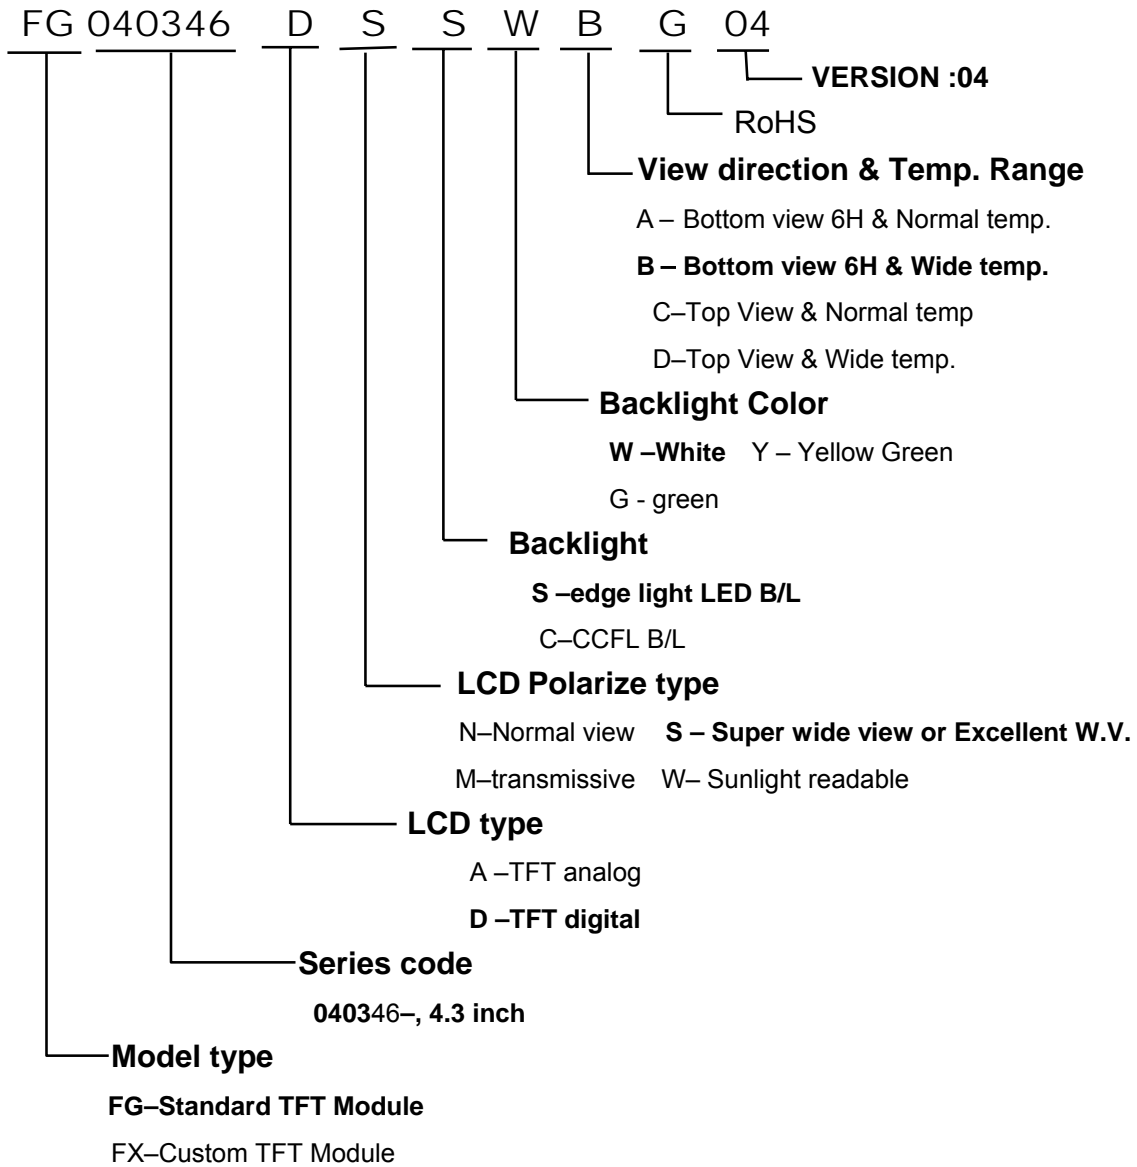 FG 040346 D S S W B G 04
VERSION :04
RoHS
View direction & Temp. Range
A – Bottom view 6H & Normal temp.
B – Bottom view 6H & Wide temp.
C–Top View & Normal temp
D–Top View & Wide temp.
Backlight Color
W –White Y – Yellow Green
G - green
Backlight
S –edge light LED B/L
C–CCFL B/L
LCD Polarize type
N–Normal view S – Super wide view or Excellent W.V.
M–transmissive W– Sunlight readable
LCD type
A –TFT analog
D –TFT digital
Series code
040346–, 4.3 inch
Model type
FG–Standard TFT Module
FX–Custom TFT Module